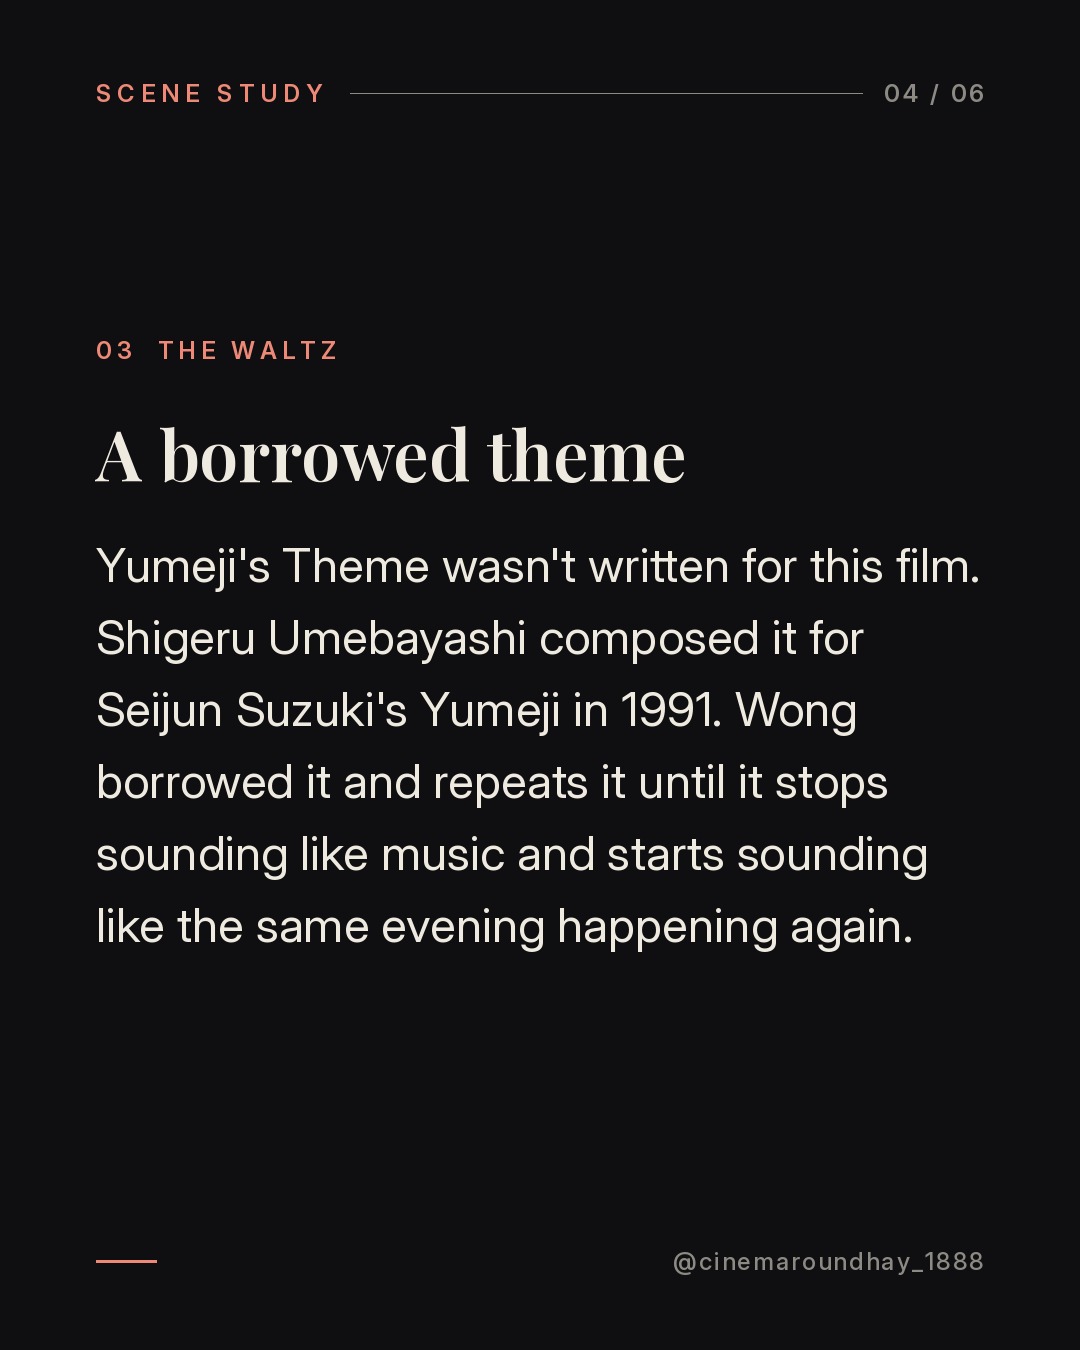 SCENE STUDY 04 / 06
03 THE WALTZ
A borrowed theme
Yumeji's Theme wasn't written for this film.
Shigeru Umebayashi composed it for
Seijun Suzuki's Yumeji in 1991. Wong
borrowed it and repeats it until it stops
sounding like music and starts sounding
like the same evening happening again.
@cinemaroundhay_1888